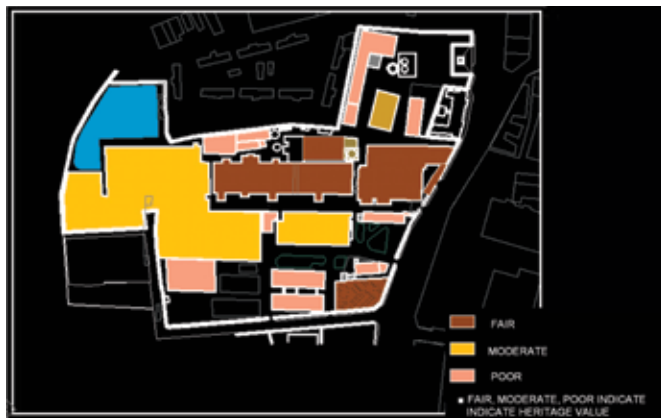 FAIR
MODERATE
POOR
▪ FAIR, MODERATE, POOR INDICATE
INDICATE HERITAGE VALUE